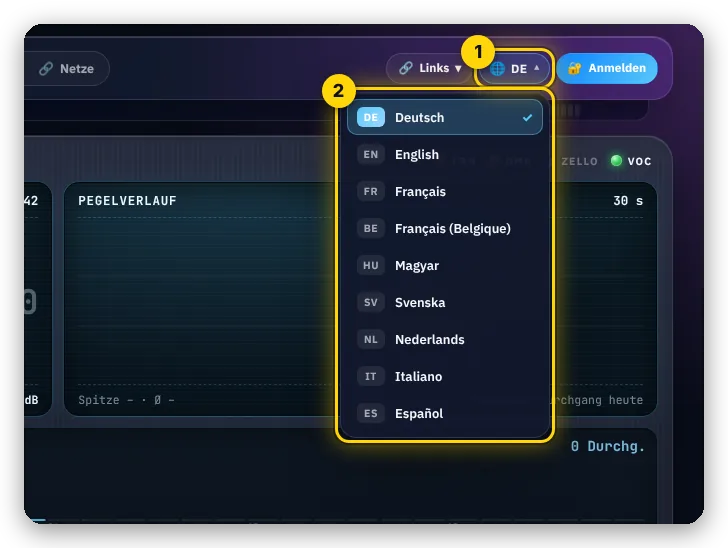 Netze
Links ▾
1
DE ▴
Anmelden
2
DE Deutsch ✓
EN English
FR Français
BE Français (Belgique)
HU Magyar
SV Svenska
NL Nederlands
IT Italiano
ES Español
ZELLO
VOC
42
PEGELVERLAUF
30 s
dB
Spitze – · Ø –
chgang heute
0 Durchg.